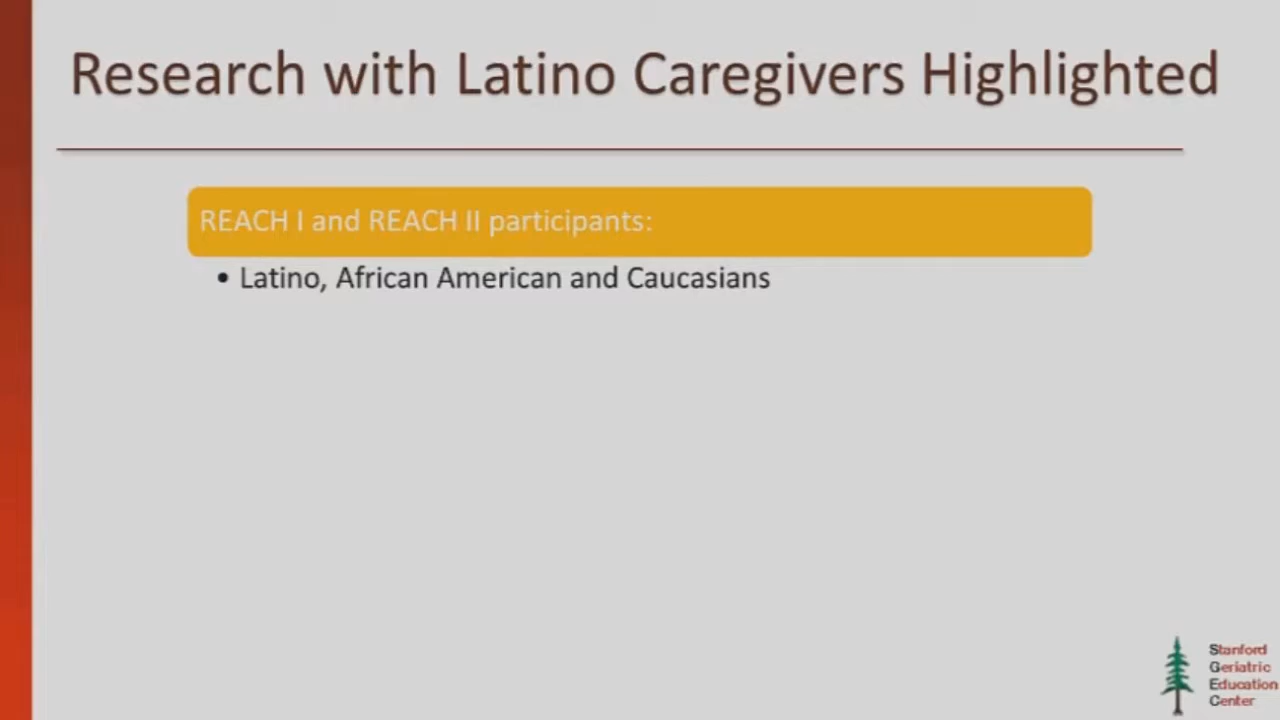 Research with Latino Caregivers Highlighted
REACH I and REACH II participants:
• Latino, African American and Caucasians
Stanford
Geriatric
Education
Center